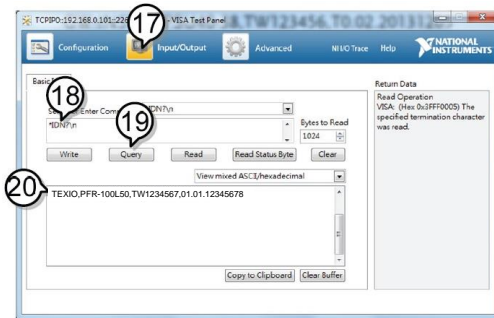 TCPIP0::192.168.0.101::226 - VISA Test Panel
17
Configuration Input/Output Advanced NI I/O Trace Help NATIONAL INSTRUMENTS
18
19
Return Data
Read Operation
VISA: (Hex 0x3FFF0005) The
specified termination character
was read.
Enter *IDN?\n
*IDN?\n
Bytes to Read
1024
Write Query Read Read Status Byte Clear
View mixed ASCII/hexadecimal
20
TEXIO,PFR-100L50,TW1234567,01.01.12345678
Copy to Clipboard Clear Buffer